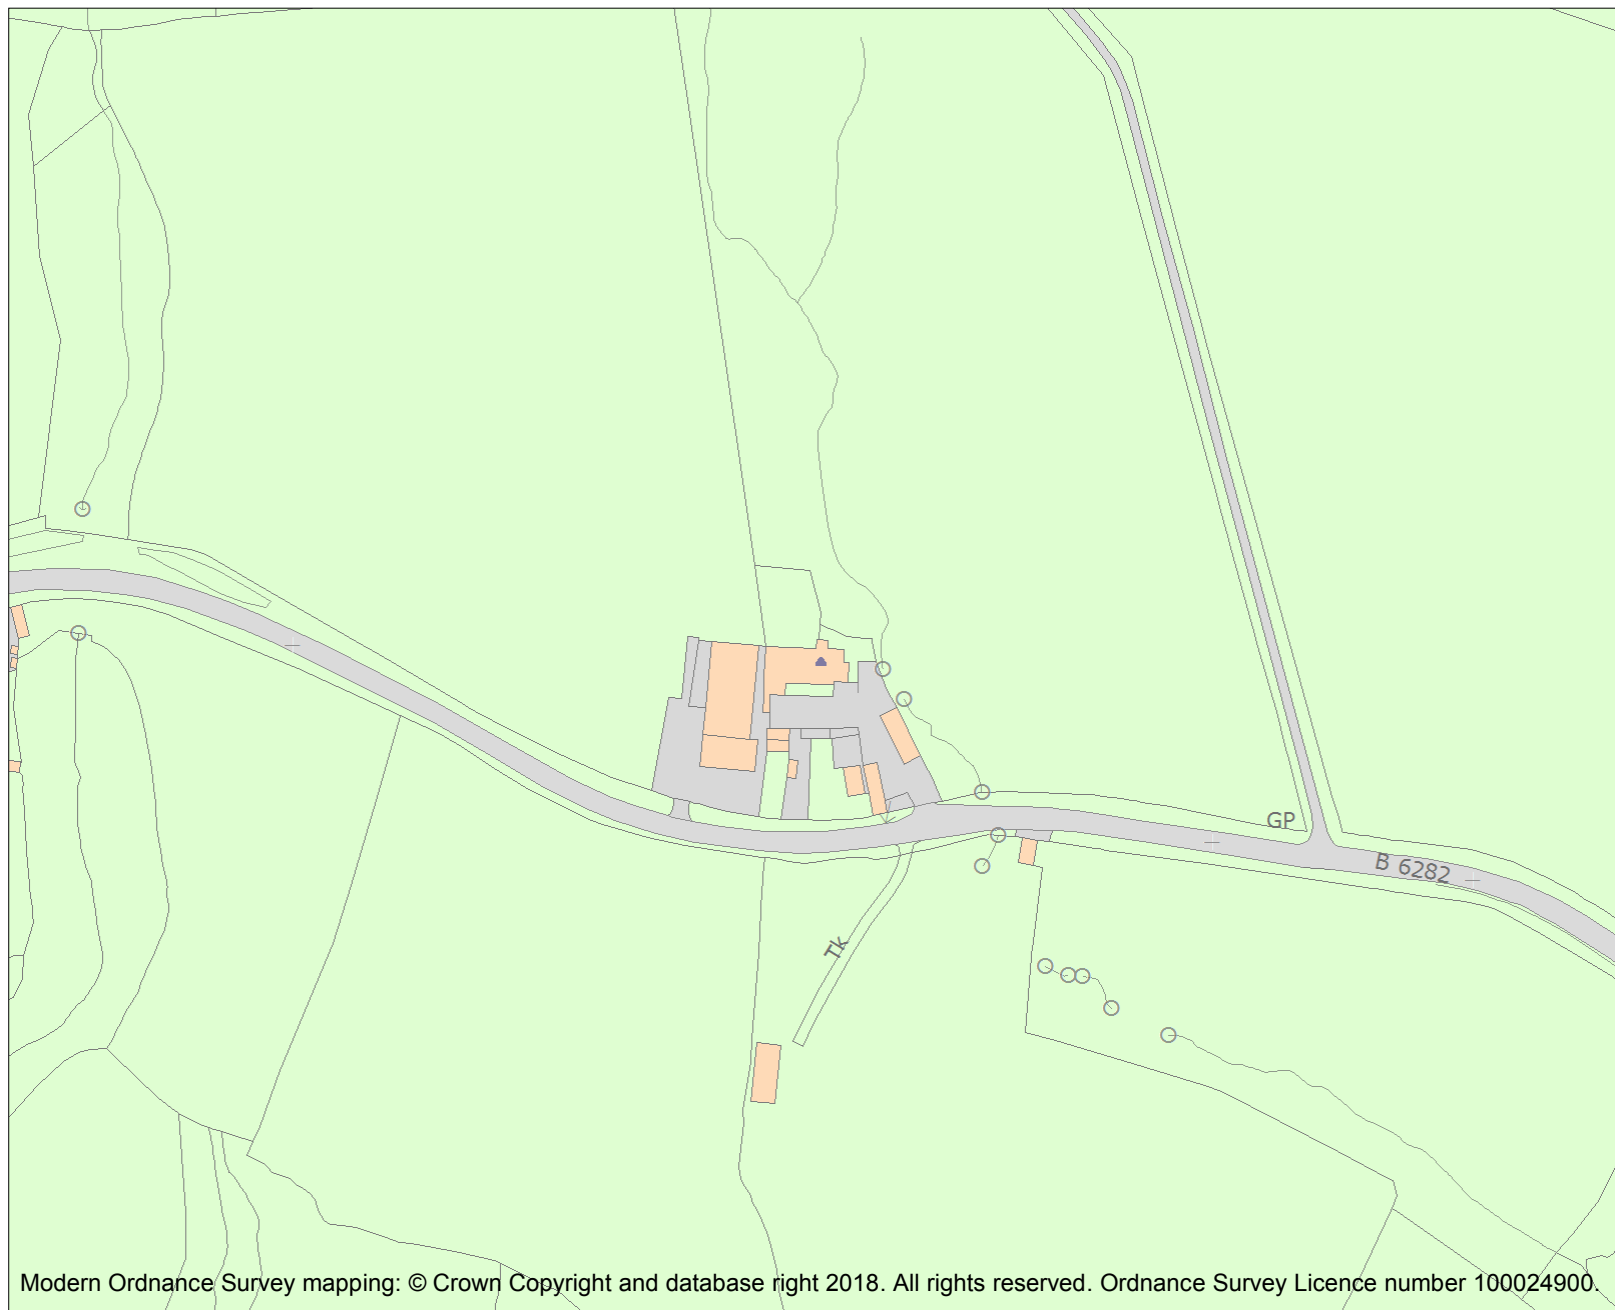 GP
B 6282
Tk
Modern Ordnance Survey mapping: © Crown Copyright and database right 2018. All rights reserved. Ordnance Survey Licence number 100024900.